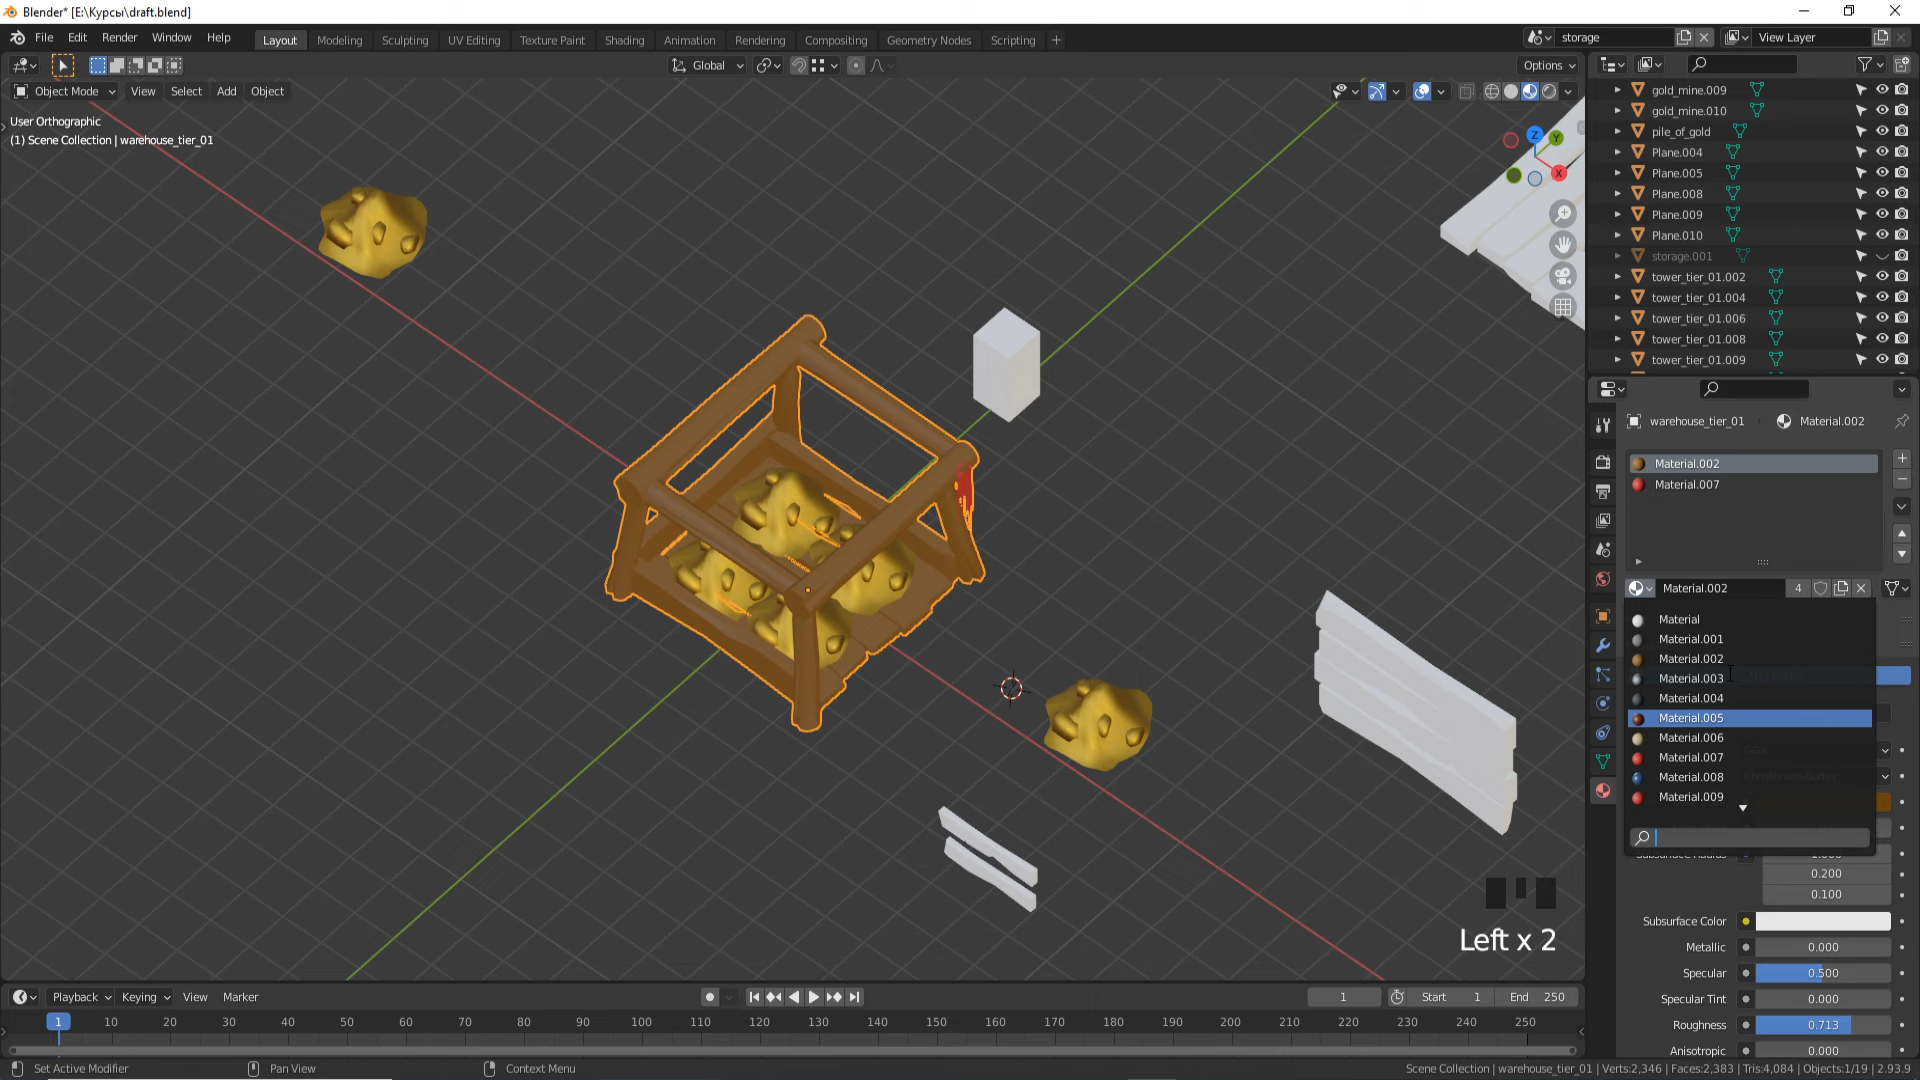 Blender* [E:\Курсы\draft.blend]
File Edit Render Window Help
Layout Modeling Sculpting UV Editing Texture Paint Shading Animation Rendering Compositing Geometry Nodes Scripting +
storage
View Layer
Global
Options
Object Mode View Select Add Object
User Orthographic
(1) Scene Collection | warehouse_tier_01
Z
Y
X
gold_mine.009
gold_mine.010
pile_of_gold
Plane.004
Plane.005
Plane.008
Plane.009
Plane.010
storage.001
tower_tier_01.002
tower_tier_01.004
tower_tier_01.006
tower_tier_01.008
tower_tier_01.009
warehouse_tier_01 Material.002
Material.002
Material.007
Material.002 4
Material
Material.001
Material.002
Material.003
Material.004
Material.005
Material.006
Material.007
Material.008
Material.009
0.200
0.100
Subsurface Color
Metallic 0.000
Specular 0.500
Specular Tint 0.000
Roughness 0.713
Anisotropic 0.000
Left x 2
Playback Keying View Marker
1 Start 1 End 250
1 10 20 30 40 50 60 70 80 90 100 110 120 130 140 150 160 170 180 190 200 210 220 230 240 250
Set Active Modifier Pan View Context Menu
Scene Collection | warehouse_tier_01 | Verts:2,346 | Faces:2,383 | Tris:4,084 | Objects:1/19 | 2.93.9